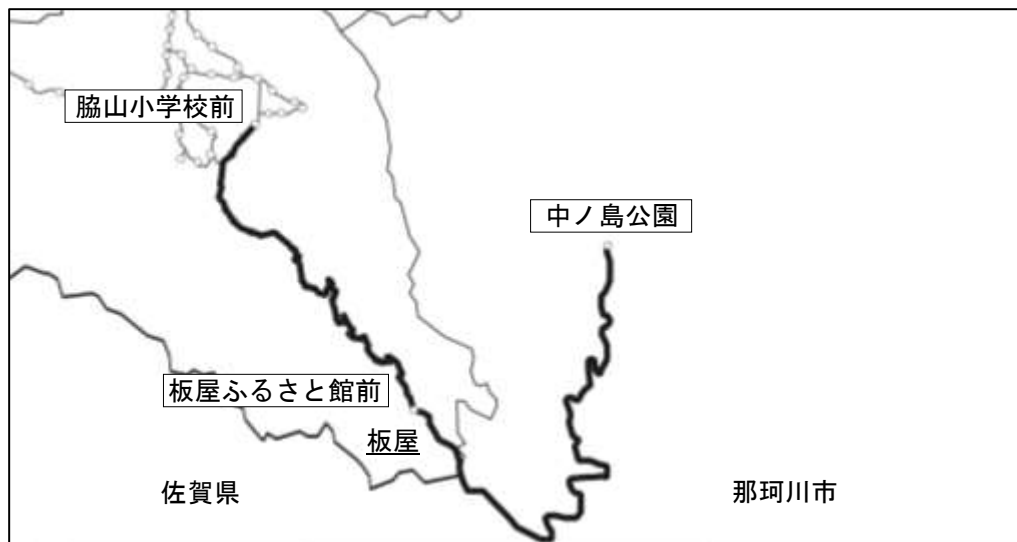 脇山小学校前
中ノ島公園
板屋ふるさと館前
板屋
佐賀県
那珂川市